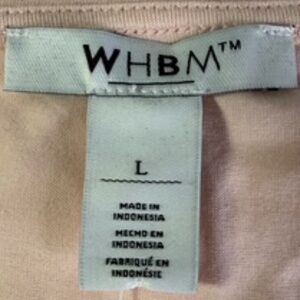 WHBM™
L
MADE IN
INDONESIA
HECHO EN
INDONESIA
FABRIQUÉ EN
INDONÉSIE